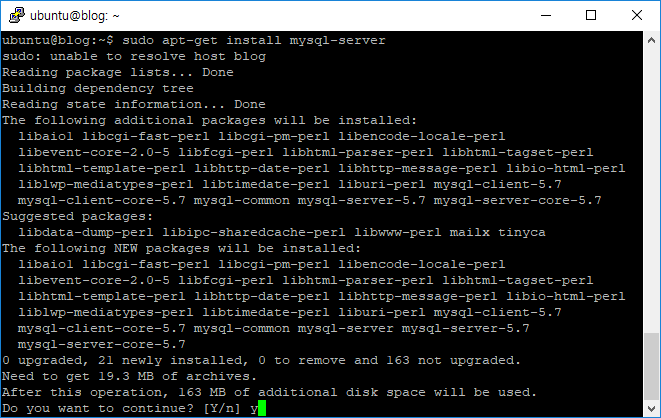 ubuntu@blog: ~
ubuntu@blog:~$ sudo apt-get install mysql-server
sudo: unable to resolve host blog
Reading package lists... Done
Building dependency tree
Reading state information... Done
The following additional packages will be installed:
  libaio1 libcgi-fast-perl libcgi-pm-perl libencode-locale-perl
  libevent-core-2.0-5 libfcgi-perl libhtml-parser-perl libhtml-tagset-perl
  libhtml-template-perl libhttp-date-perl libhttp-message-perl libio-html-perl
  liblwp-mediatypes-perl libtimedate-perl liburi-perl mysql-client-5.7
  mysql-client-core-5.7 mysql-common mysql-server-5.7 mysql-server-core-5.7
Suggested packages:
  libdata-dump-perl libipc-sharedcache-perl libwww-perl mailx tinyca
The following NEW packages will be installed:
  libaio1 libcgi-fast-perl libcgi-pm-perl libencode-locale-perl
  libevent-core-2.0-5 libfcgi-perl libhtml-parser-perl libhtml-tagset-perl
  libhtml-template-perl libhttp-date-perl libhttp-message-perl libio-html-perl
  liblwp-mediatypes-perl libtimedate-perl liburi-perl mysql-client-5.7
  mysql-client-core-5.7 mysql-common mysql-server mysql-server-5.7
  mysql-server-core-5.7
0 upgraded, 21 newly installed, 0 to remove and 163 not upgraded.
Need to get 19.3 MB of archives.
After this operation, 163 MB of additional disk space will be used.
Do you want to continue? [Y/n] y